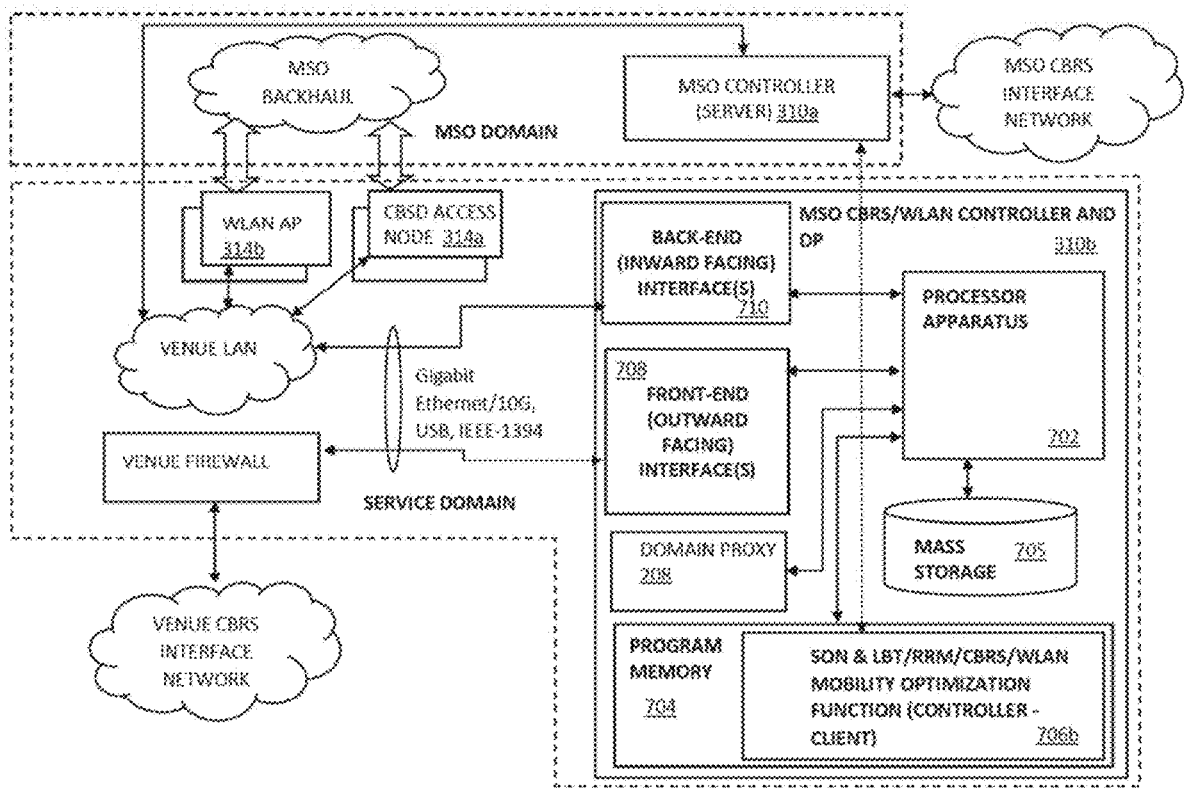 MSO
BACKHAUL
MSO DOMAIN
MSO CONTROLLER
(SERVER) 310a
MSO CBRS
INTERFACE
NETWORK
WLAN AP
314b
CBSD ACCESS
NODE 314a
VENUE LAN
Gigabit
Ethernet/10G,
USB, IEEE-1394
VENUE FIREWALL
SERVICE DOMAIN
VENUE CBRS
INTERFACE
NETWORK
MSO CBRS/WLAN CONTROLLER AND
DP
310b
BACK-END
(INWARD FACING)
INTERFACE(S)
710
708
FRONT-END
(OUTWARD
FACING)
INTERFACE(S)
PROCESSOR
APPARATUS
702
MASS
STORAGE
705
DOMAIN PROXY
208
PROGRAM
MEMORY
704
SON & LBT/RRM/CBRS/WLAN
MOBILITY OPTIMIZATION
FUNCTION (CONTROLLER -
CLIENT)
706b